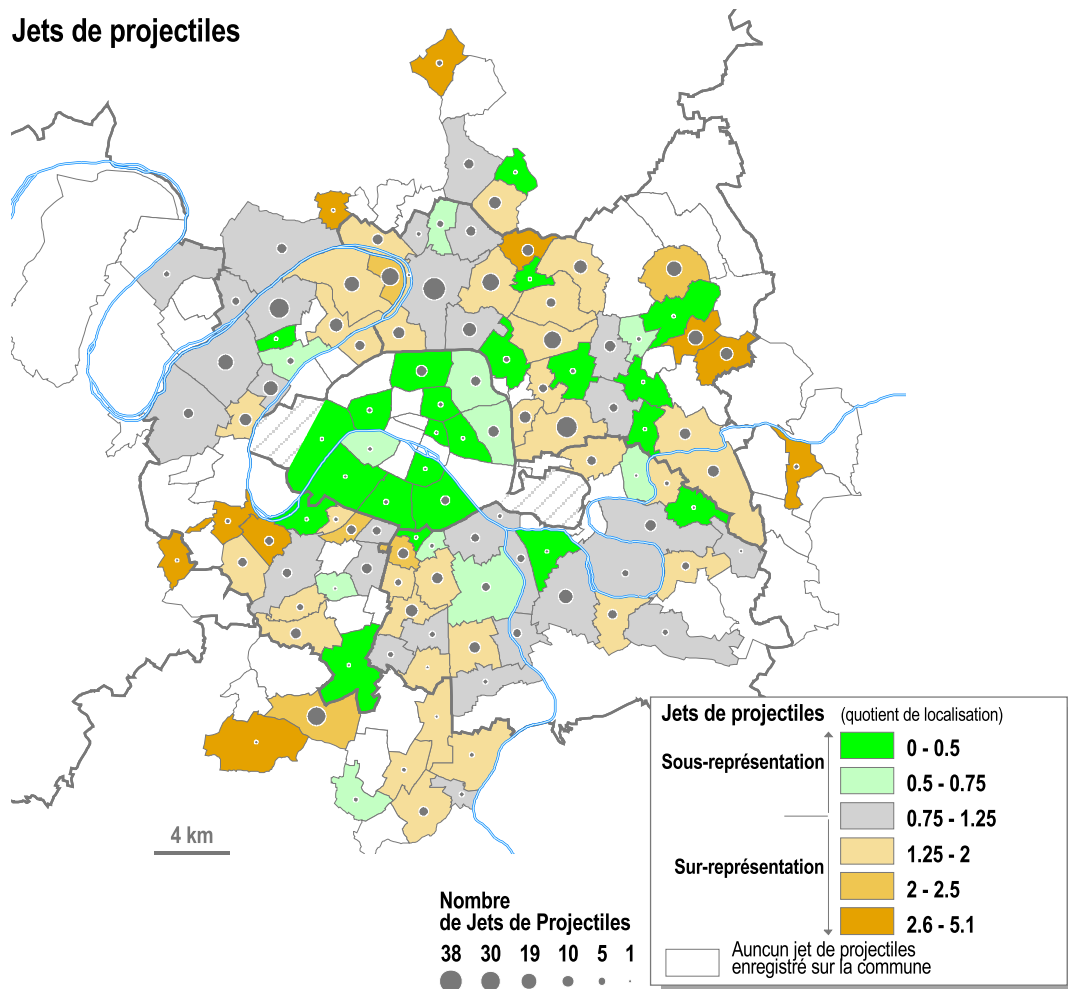 Jets de projectiles
4 km
Nombre
de Jets de Projectiles
38 30 19 10 5 1
Jets de projectiles (quotient de localisation)
Sous-représentation
Sur-représentation
0 - 0.5
0.5 - 0.75
0.75 - 1.25
1.25 - 2
2 - 2.5
2.6 - 5.1
Auncun jet de projectiles
enregistré sur la commune